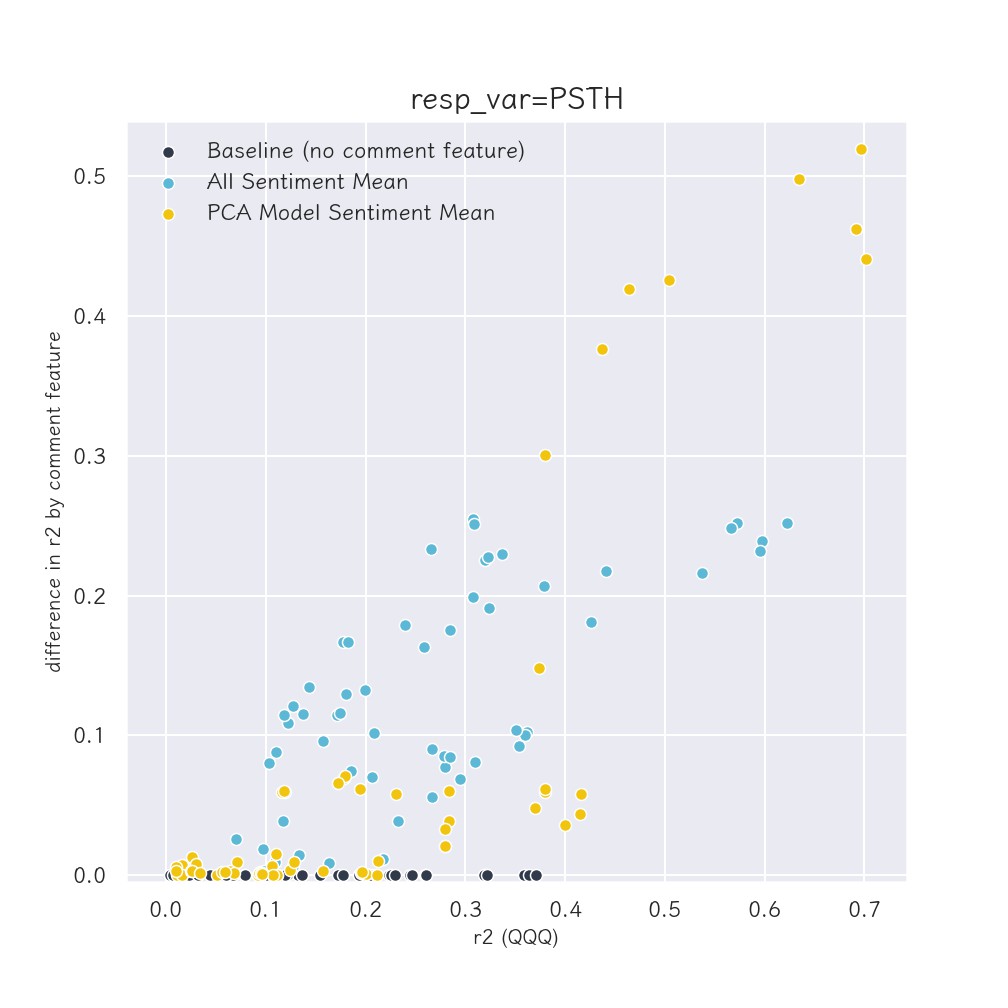 resp_var=PSTH
Baseline (no comment feature)
All Sentiment Mean
PCA Model Sentiment Mean
difference in r2 by comment feature
0.5
0.4
0.3
0.2
0.1
0.0
0.0 0.1 0.2 0.3 0.4 0.5 0.6 0.7
r2 (QQQ)